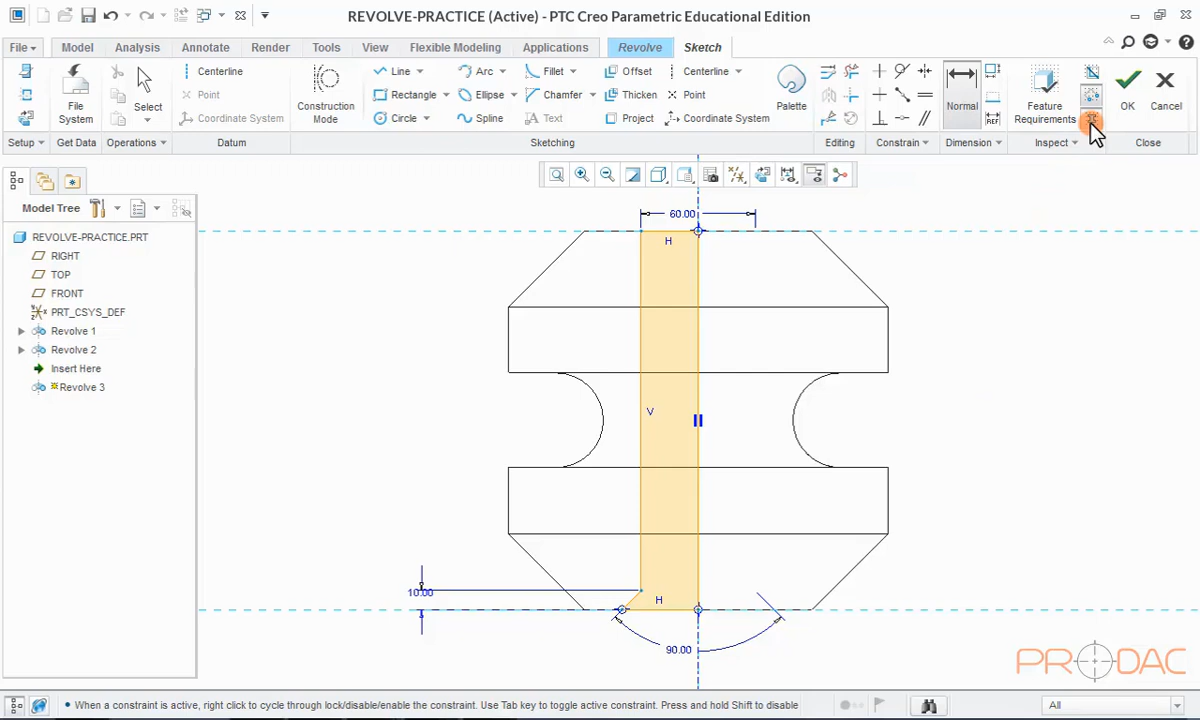 REVOLVE-PRACTICE (Active) - PTC Creo Parametric Educational Edition
File Model Analysis Annotate Render Tools View Flexible Modeling Applications Revolve Sketch
Centerline Line Arc Fillet Offset Centerline
Point Rectangle Ellipse Chamfer Thicken Point
Coordinate System Circle Spline Text Project Coordinate System
File System
Select
Construction Mode
Palette
Normal
REF
Feature Requirements
OK
Cancel
Setup Get Data Operations Datum Sketching Editing Constrain Dimension Inspect Close
Model Tree
REVOLVE-PRACTICE.PRT
RIGHT
TOP
FRONT
PRT_CSYS_DEF
Revolve 1
Revolve 2
Insert Here
Revolve 3
60.00
H
V
10.00
H
90.00
PRODAC
When a constraint is active, right click to cycle through lock/disable/enable the constraint. Use Tab key to toggle active constraint. Press and hold Shift to disable
All